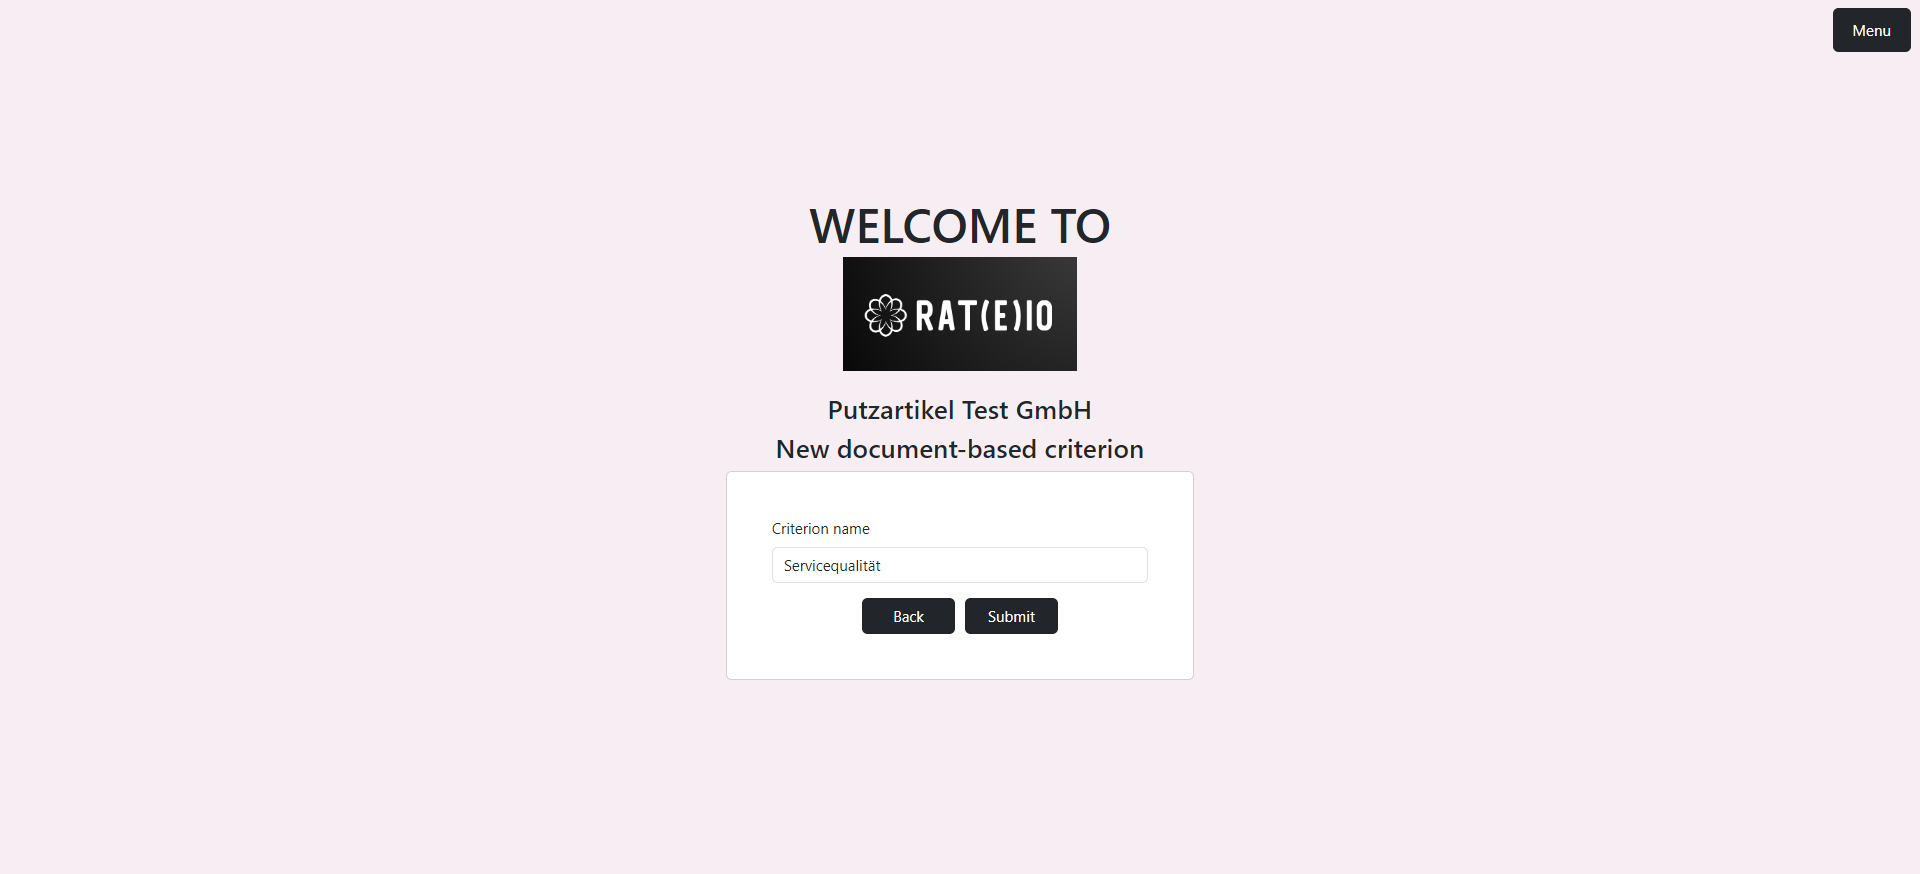 Menu
WELCOME TO
RAT(E)IO
Putzartikel Test GmbH
New document-based criterion
Criterion name
Servicequalität
Back
Submit